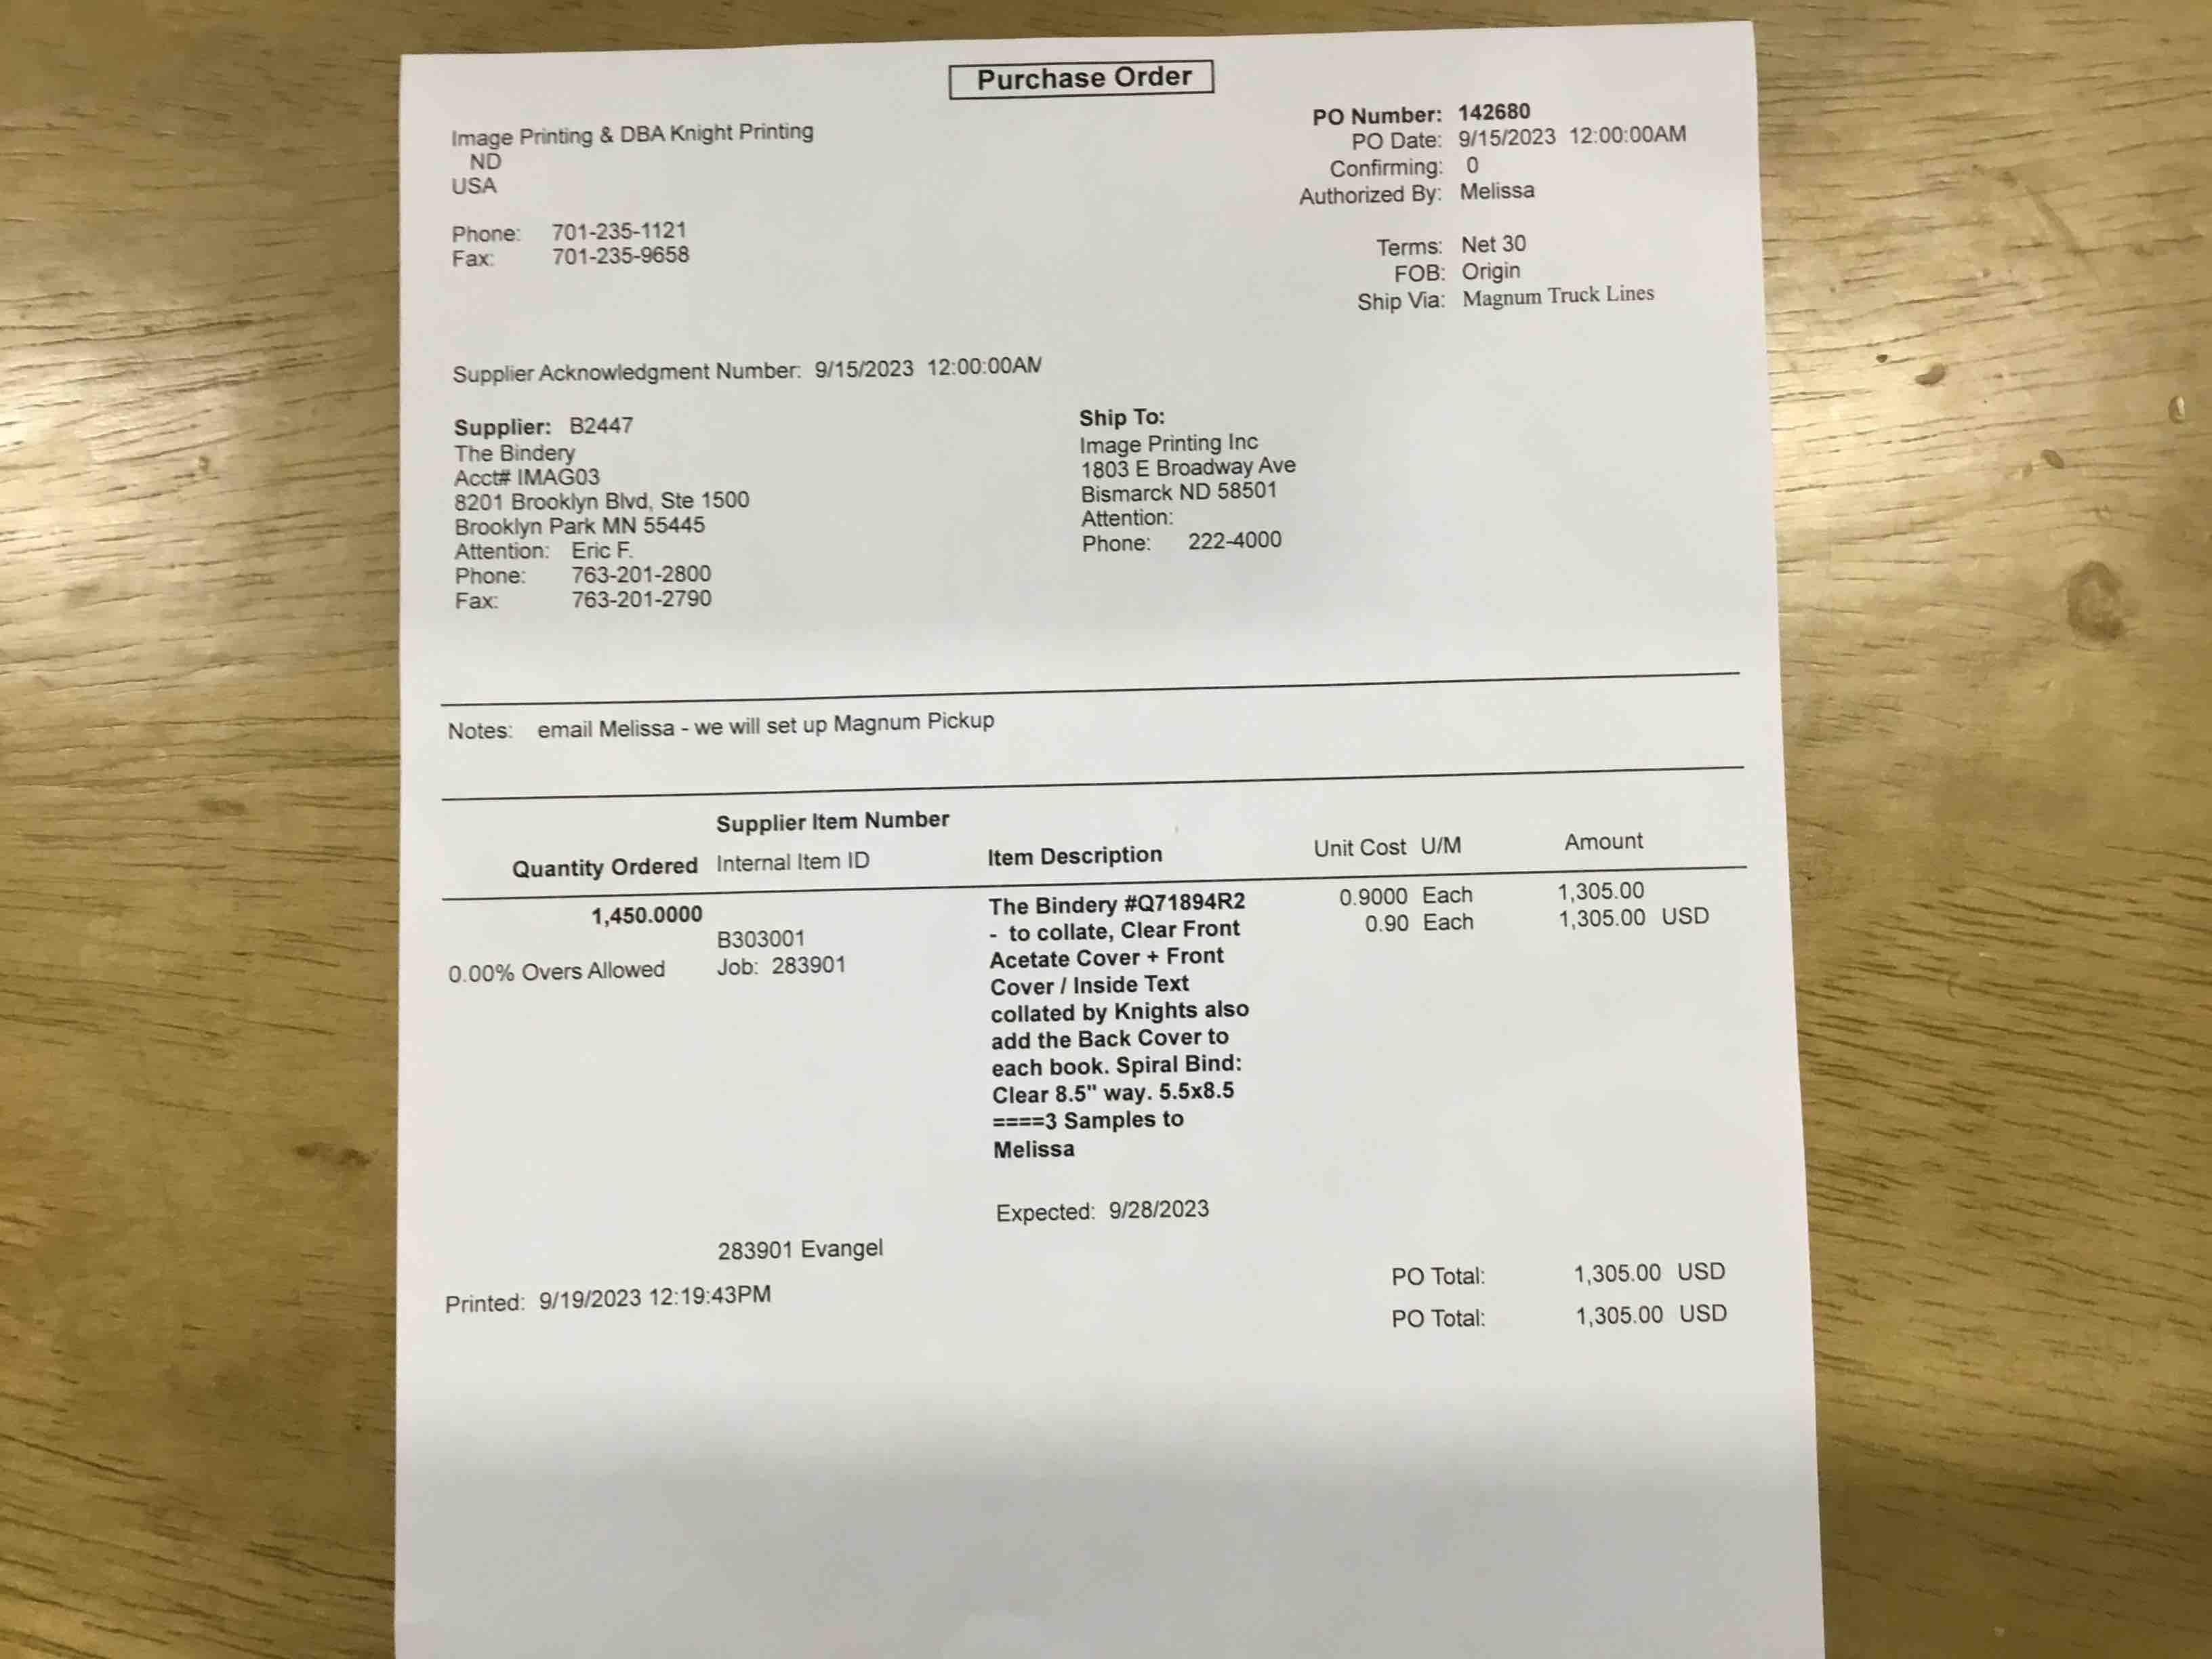 Purchase Order
Image Printing & DBA Knight Printing
ND
USA
Phone: 701-235-1121
Fax: 701-235-9658
PO Number: 142680
PO Date: 9/15/2023 12:00:00AM
Confirming: 0
Authorized By: Melissa
Terms: Net 30
FOB: Origin
Ship Via: Magnum Truck Lines
Supplier Acknowledgment Number: 9/15/2023 12:00:00AM
Supplier: B2447
The Bindery
Acct# IMAG03
8201 Brooklyn Blvd, Ste 1500
Brooklyn Park MN 55445
Attention: Eric F.
Phone: 763-201-2800
Fax: 763-201-2790
Ship To:
Image Printing Inc
1803 E Broadway Ave
Bismarck ND 58501
Attention:
Phone: 222-4000
Notes: email Melissa - we will set up Magnum Pickup
Supplier Item Number
Quantity Ordered Internal Item ID Item Description Unit Cost U/M Amount
1,450.0000 The Bindery #Q71894R2 0.9000 Each 1,305.00
B303001 - to collate, Clear Front 0.90 Each 1,305.00 USD
0.00% Overs Allowed Job: 283901 Acetate Cover + Front
Cover / Inside Text
collated by Knights also
add the Back Cover to
each book. Spiral Bind:
Clear 8.5" way. 5.5x8.5
====3 Samples to
Melissa
Expected: 9/28/2023
283901 Evangel
Printed: 9/19/2023 12:19:43PM
PO Total: 1,305.00 USD
PO Total: 1,305.00 USD